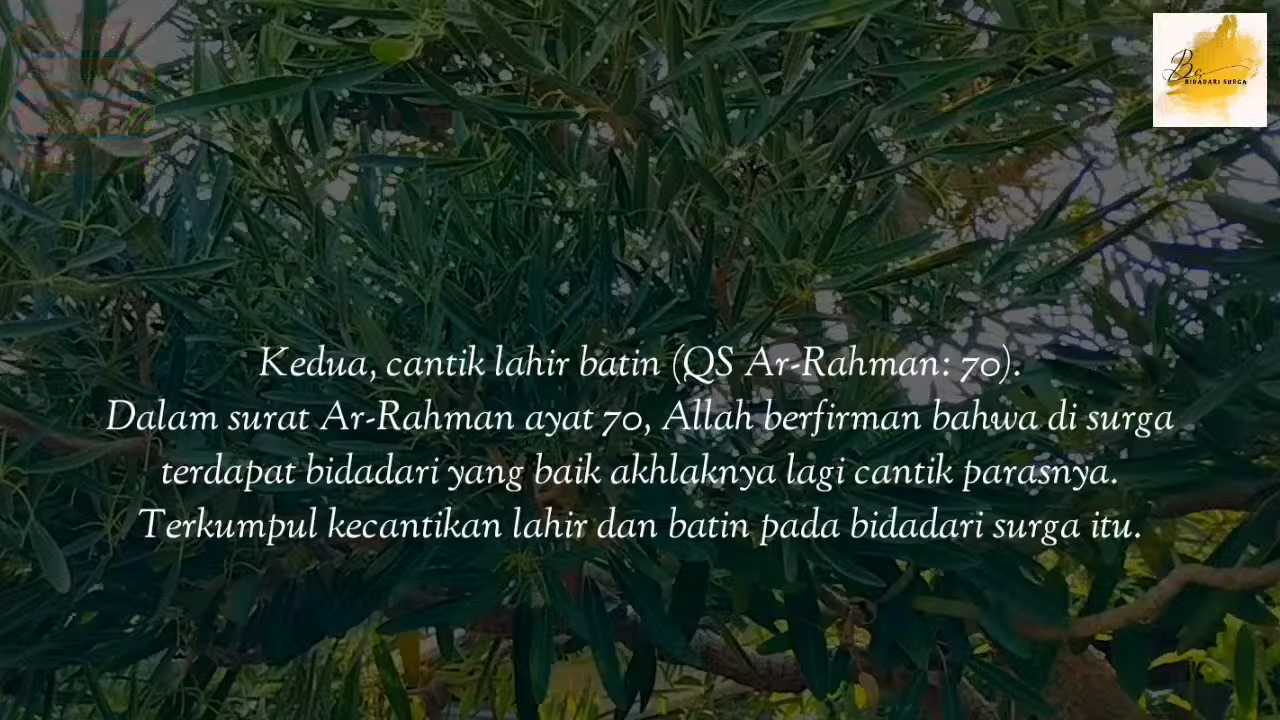 BIDADARI SURGA
Kedua, cantik lahir batin (QS Ar-Rahman: 70).
Dalam surat Ar-Rahman ayat 70, Allah berfirman bahwa di surga
terdapat bidadari yang baik akhlaknya lagi cantik parasnya.
Terkumpul kecantikan lahir dan batin pada bidadari surga itu.